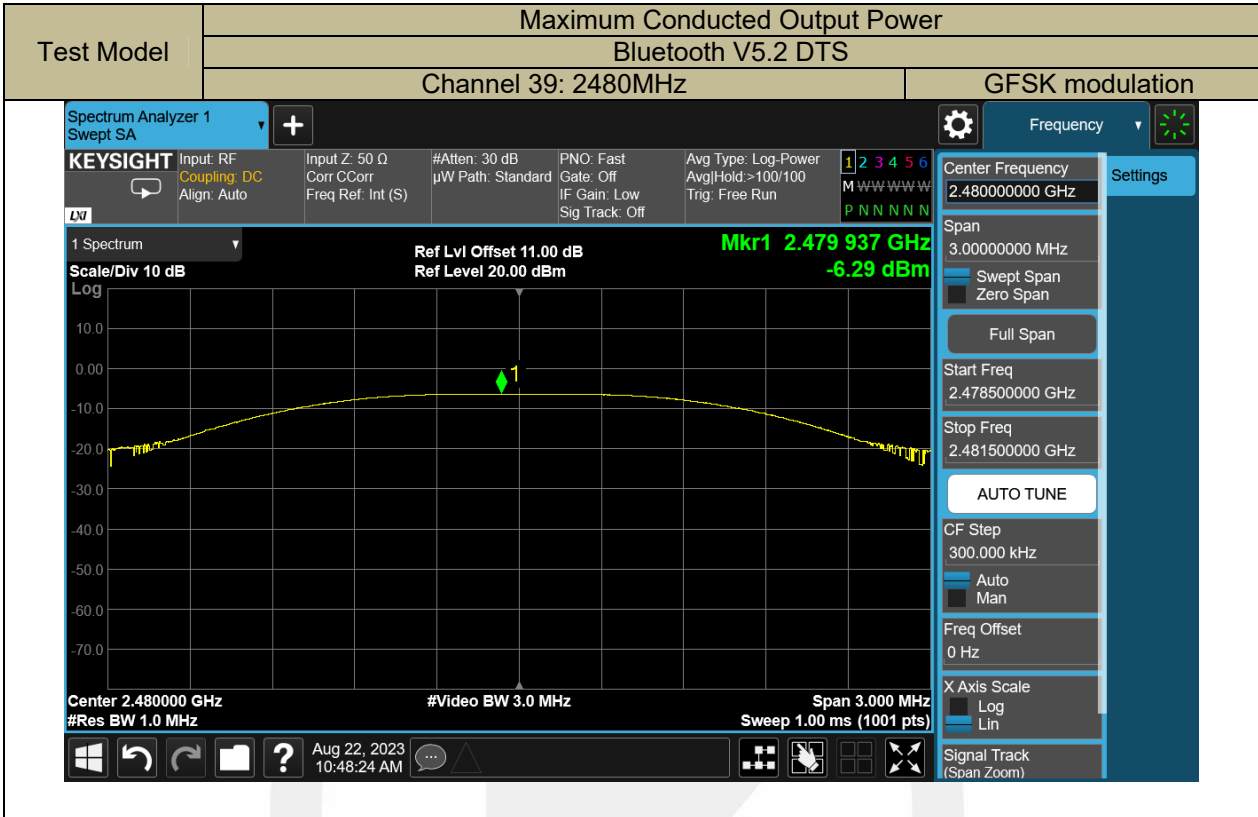 Test Model
Maximum Conducted Output Power
Bluetooth V5.2 DTS
Channel 39: 2480MHz
GFSK modulation
Spectrum Analyzer 1
Swept SA
Frequency
KEYSIGHT
LXI
Input: RF
Coupling: DC
Align: Auto
Input Z: 50 Ω
Corr CCorr
Freq Ref: Int (S)
#Atten: 30 dB
µW Path: Standard
PNO: Fast
Gate: Off
IF Gain: Low
Sig Track: Off
Avg Type: Log-Power
Avg|Hold:>100/100
Trig: Free Run
1 2 3 4 5 6
M W W W W W
P N N N N N
1 Spectrum
Scale/Div 10 dB
Ref Lvl Offset 11.00 dB
Ref Level 20.00 dBm
Mkr1 2.479 937 GHz
-6.29 dBm
Log
10.0
0.00
-10.0
-20.0
-30.0
-40.0
-50.0
-60.0
-70.0
1
Center 2.480000 GHz
#Video BW 3.0 MHz
Span 3.000 MHz
#Res BW 1.0 MHz
Sweep 1.00 ms (1001 pts)
Aug 22, 2023
10:48:24 AM
Center Frequency
2.480000000 GHz
Settings
Span
3.00000000 MHz
Swept Span
Zero Span
Full Span
Start Freq
2.478500000 GHz
Stop Freq
2.481500000 GHz
AUTO TUNE
CF Step
300.000 kHz
Auto
Man
Freq Offset
0 Hz
X Axis Scale
Log
Lin
Signal Track
(Span Zoom)